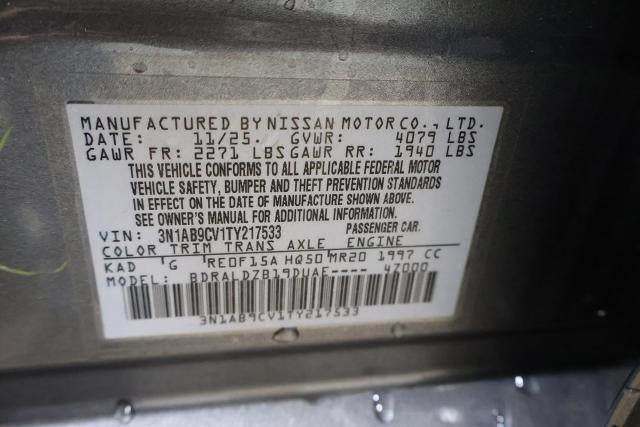 MANUFACTURED BY NISSAN MOTOR CO., LTD.
DATE: 11/25. GVWR: 4079 LBS
GAWR FR: 2271 LBS GAWR RR: 1940 LBS
THIS VEHICLE CONFORMS TO ALL APPLICABLE FEDERAL MOTOR
VEHICLE SAFETY, BUMPER AND THEFT PREVENTION STANDARDS
IN EFFECT ON THE DATE OF MANUFACTURE SHOWN ABOVE.
SEE OWNER'S MANUAL FOR ADDITIONAL INFORMATION.
VIN: 3N1AB9CV1TY217533 PASSENGER CAR.
COLOR TRIM TRANS AXLE ENGINE
KAD G RE0F15A HQ50 MR20 1997 CC
MODEL: BDRALDZB19DUAE---- 47000
3N1AB9CV1TY217533